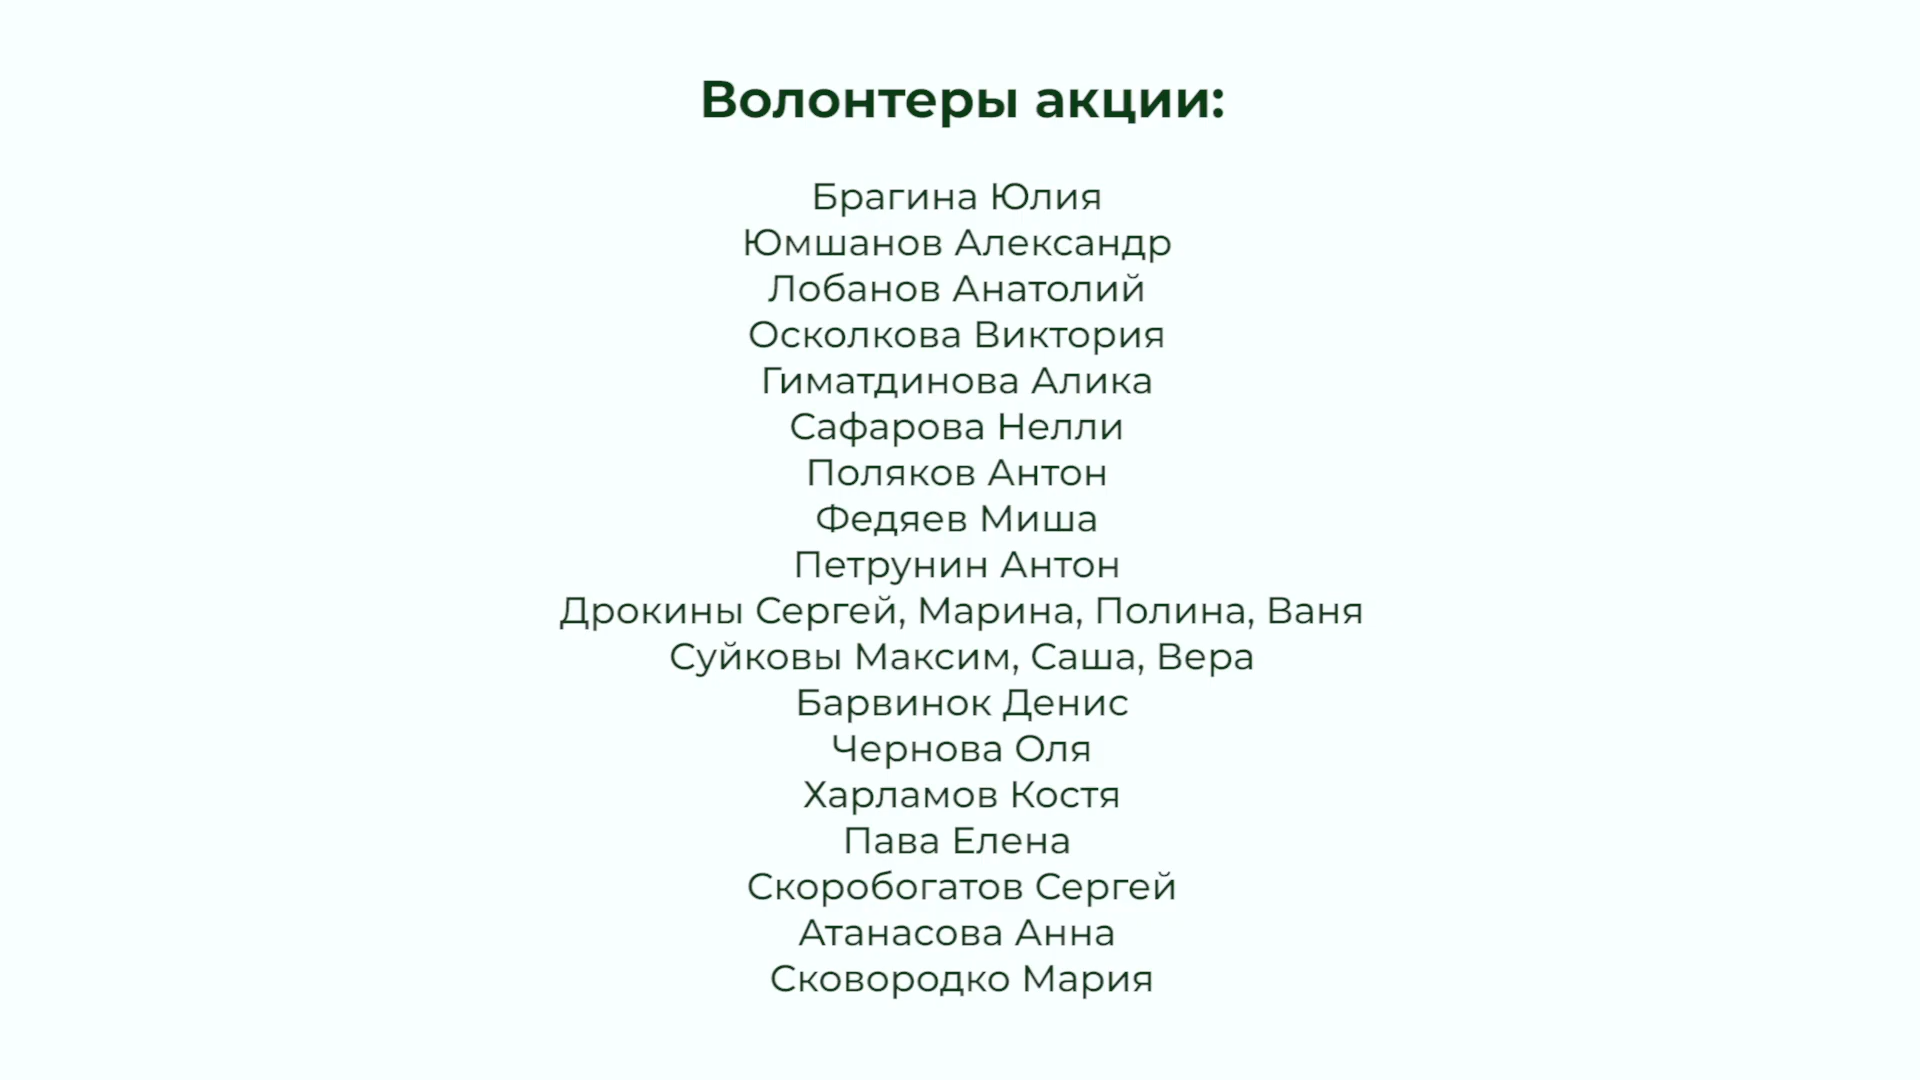 Волонтеры акции:
Брагина Юлия
Юмшанов Александр
Лобанов Анатолий
Осколкова Виктория
Гиматдинова Алика
Сафарова Нелли
Поляков Антон
Федяев Миша
Петрунин Антон
Дрокины Сергей, Марина, Полина, Ваня
Суйковы Максим, Саша, Вера
Барвинок Денис
Чернова Оля
Харламов Костя
Пава Елена
Скоробогатов Сергей
Атанасова Анна
Сковородко Мария